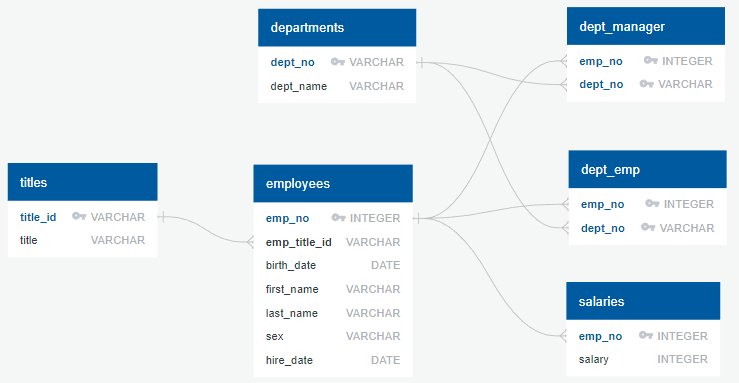 departments
dept_no VARCHAR
dept_name VARCHAR
dept_manager
emp_no INTEGER
dept_no VARCHAR
titles
title_id VARCHAR
title VARCHAR
employees
emp_no INTEGER
emp_title_id VARCHAR
birth_date DATE
first_name VARCHAR
last_name VARCHAR
sex VARCHAR
hire_date DATE
dept_emp
emp_no INTEGER
dept_no VARCHAR
salaries
emp_no INTEGER
salary INTEGER